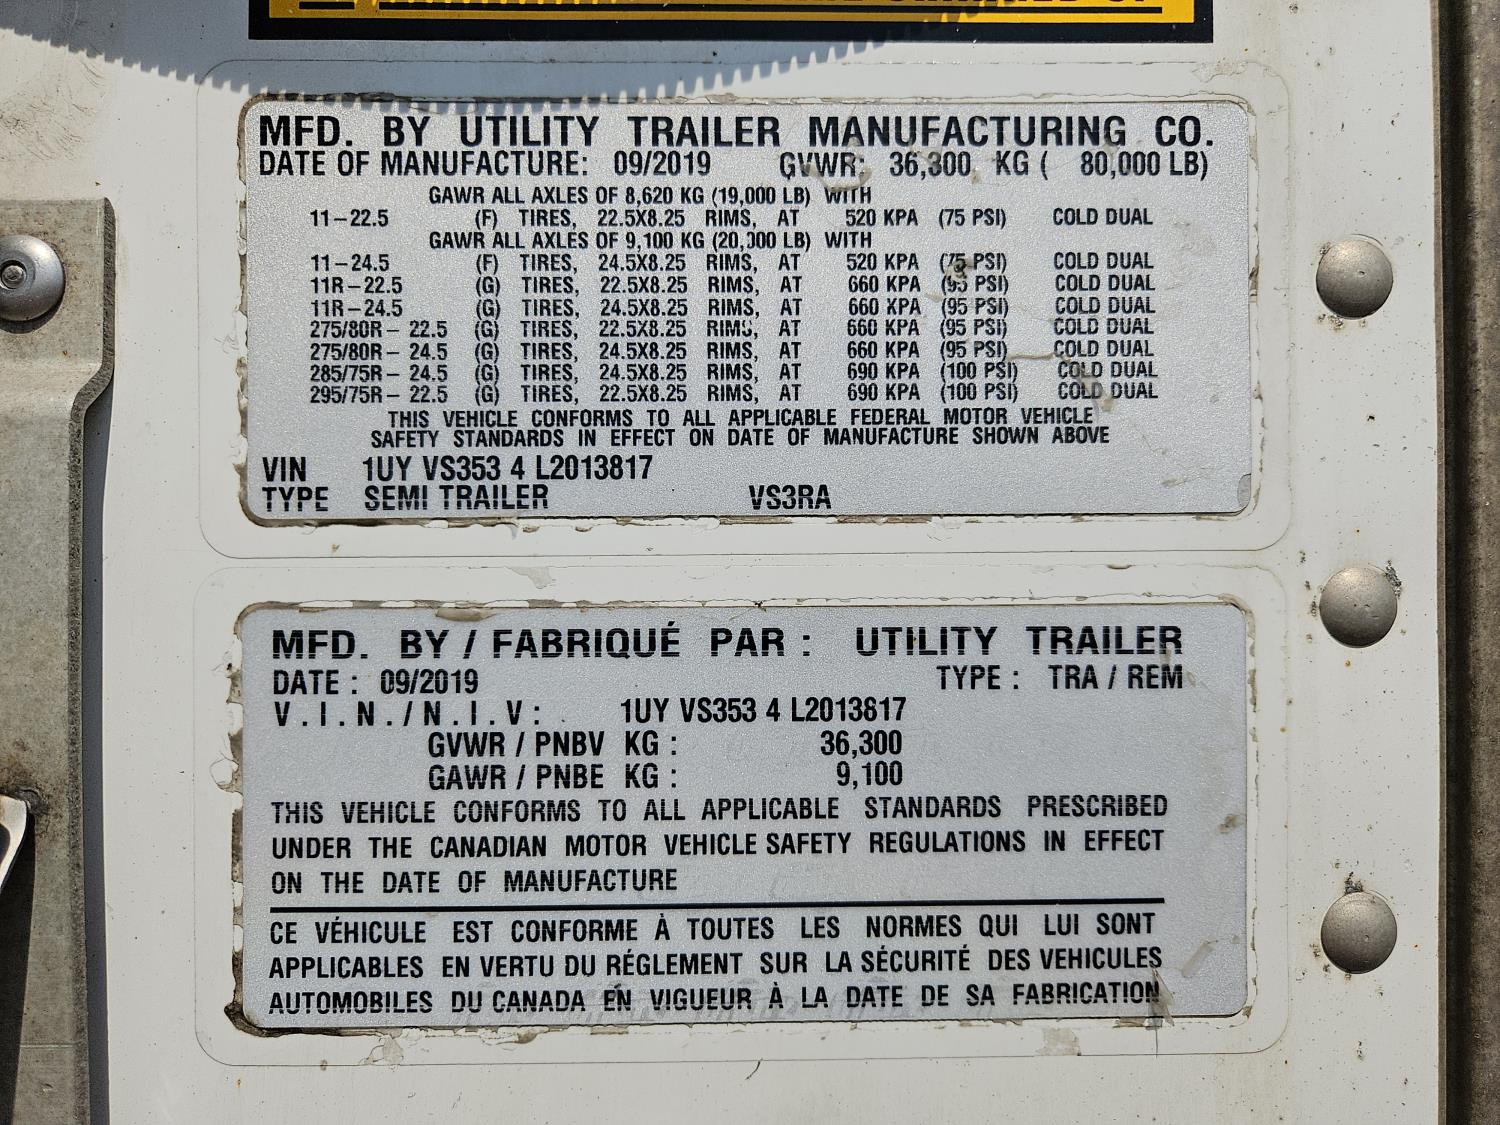 MFD. BY UTILITY TRAILER MANUFACTURING CO.
DATE OF MANUFACTURE: 09/2019 GVWR: 36,300 KG ( 80,000 LB)
GAWR ALL AXLES OF 8,620 KG (19,000 LB) WITH
11-22.5 (F) TIRES, 22.5X8.25 RIMS, AT 520 KPA (75 PSI) COLD DUAL
GAWR ALL AXLES OF 9,100 KG (20,000 LB) WITH
11-24.5 (F) TIRES, 24.5X8.25 RIMS, AT 520 KPA (75 PSI) COLD DUAL
11R-22.5 (G) TIRES, 22.5X8.25 RIMS, AT 660 KPA (95 PSI) COLD DUAL
11R-24.5 (G) TIRES, 24.5X8.25 RIMS, AT 660 KPA (95 PSI) COLD DUAL
275/80R- 22.5 (G) TIRES, 22.5X8.25 RIMS, AT 660 KPA (95 PSI) COLD DUAL
275/80R- 24.5 (G) TIRES, 24.5X8.25 RIMS, AT 660 KPA (95 PSI) COLD DUAL
285/75R- 24.5 (G) TIRES, 24.5X8.25 RIMS, AT 690 KPA (100 PSI) COLD DUAL
295/75R- 22.5 (G) TIRES, 22.5X8.25 RIMS, AT 690 KPA (100 PSI) COLD DUAL
THIS VEHICLE CONFORMS TO ALL APPLICABLE FEDERAL MOTOR VEHICLE
SAFETY STANDARDS IN EFFECT ON DATE OF MANUFACTURE SHOWN ABOVE
VIN 1UY VS353 4 L2013817
TYPE SEMI TRAILER VS3RA
MFD. BY / FABRIQUÉ PAR : UTILITY TRAILER
DATE : 09/2019 TYPE : TRA / REM
V.I.N./N.I.V: 1UY VS353 4 L2013817
GVWR / PNBV KG : 36,300
GAWR / PNBE KG : 9,100
THIS VEHICLE CONFORMS TO ALL APPLICABLE STANDARDS PRESCRIBED
UNDER THE CANADIAN MOTOR VEHICLE SAFETY REGULATIONS IN EFFECT
ON THE DATE OF MANUFACTURE
CE VÉHICULE EST CONFORME À TOUTES LES NORMES QUI LUI SONT
APPLICABLES EN VERTU DU RÉGLEMENT SUR LA SÉCURITÉ DES VEHICULES
AUTOMOBILES DU CANADA EN VIGUEUR À LA DATE DE SA FABRICATION